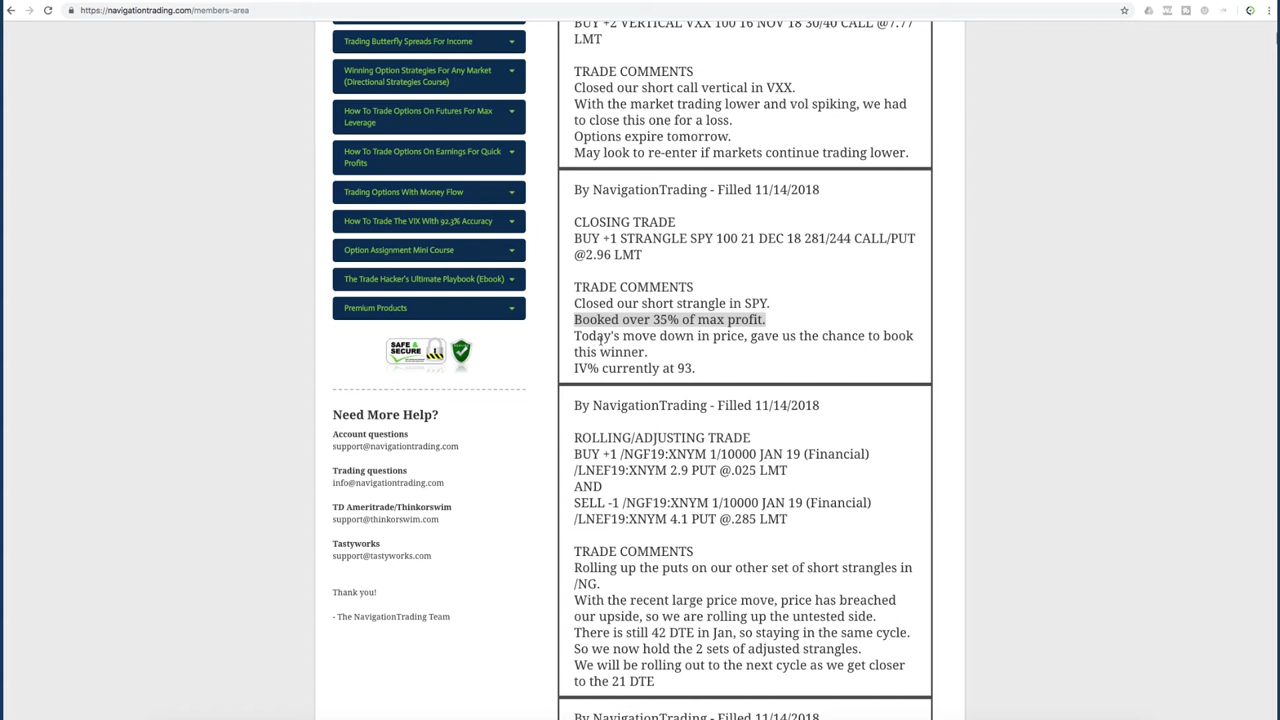 https://navigationtrading.com/members-area
Trading Butterfly Spreads For Income
Winning Option Strategies For Any Market
(Directional Strategies Course)
How To Trade Options On Futures For Max
Leverage
How To Trade Options On Earnings For Quick
Profits
Trading Options With Money Flow
How To Trade The VIX With 92.3% Accuracy
Option Assignment Mini Course
The Trade Hacker's Ultimate Playbook (Ebook)
Premium Products
SAFE &
SECURE
Need More Help?
Account questions
support@navigationtrading.com
Trading questions
info@navigationtrading.com
TD Ameritrade/Thinkorswim
support@thinkorswim.com
Tastyworks
support@tastyworks.com
Thank you!
- The NavigationTrading Team
BUY +2 VERTICAL VXX 100 16 NOV 18 30/40 CALL @7.77
LMT
TRADE COMMENTS
Closed our short call vertical in VXX.
With the market trading lower and vol spiking, we had
to close this one for a loss.
Options expire tomorrow.
May look to re-enter if markets continue trading lower.
By NavigationTrading - Filled 11/14/2018
CLOSING TRADE
BUY +1 STRANGLE SPY 100 21 DEC 18 281/244 CALL/PUT
@2.96 LMT
TRADE COMMENTS
Closed our short strangle in SPY.
Booked over 35% of max profit.
Today's move down in price, gave us the chance to book
this winner.
IV% currently at 93.
By NavigationTrading - Filled 11/14/2018
ROLLING/ADJUSTING TRADE
BUY +1 /NGF19:XNYM 1/10000 JAN 19 (Financial)
/LNEF19:XNYM 2.9 PUT @.025 LMT
AND
SELL -1 /NGF19:XNYM 1/10000 JAN 19 (Financial)
/LNEF19:XNYM 4.1 PUT @.285 LMT
TRADE COMMENTS
Rolling up the puts on our other set of short strangles in
/NG.
With the recent large price move, price has breached
our upside, so we are rolling up the untested side.
There is still 42 DTE in Jan, so staying in the same cycle.
So we now hold the 2 sets of adjusted strangles.
We will be rolling out to the next cycle as we get closer
to the 21 DTE
By NavigationTrading - Filled 11/14/2018